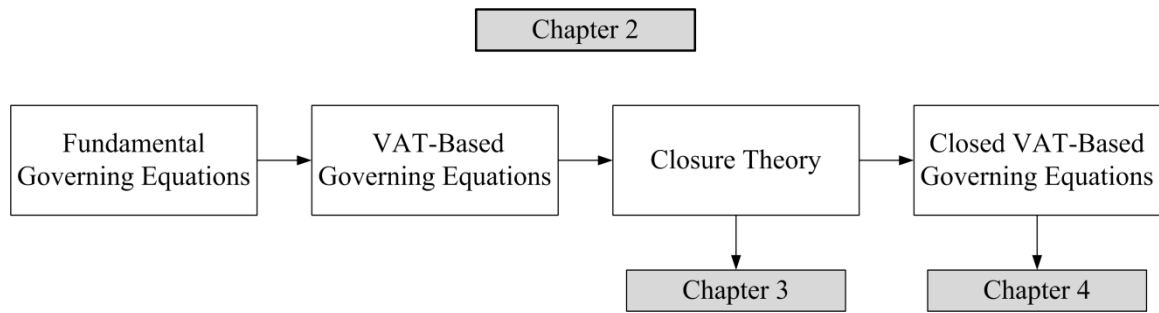 Chapter 2
Fundamental
Governing Equations
VAT-Based
Governing Equations
Closure Theory
Closed VAT-Based
Governing Equations
Chapter 3
Chapter 4